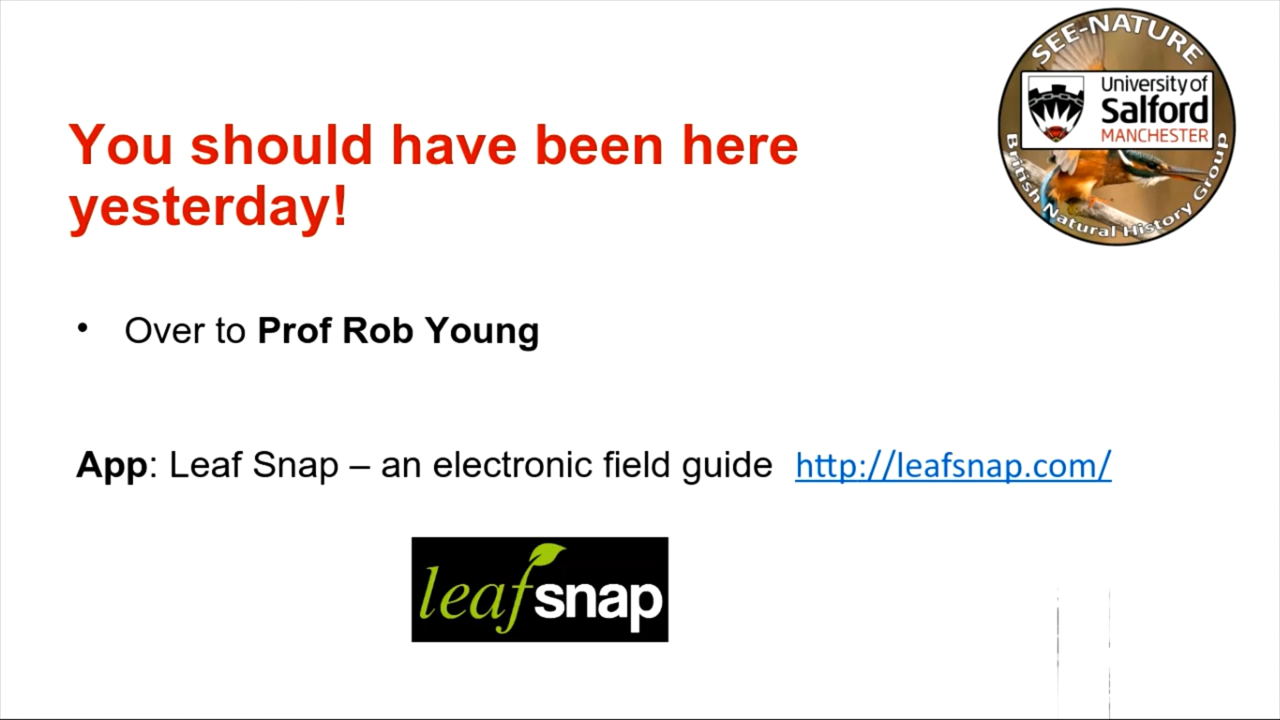 SEE-NATURE
University of
Salford
MANCHESTER
British Natural History Group
You should have been here
yesterday!
• Over to Prof Rob Young
App: Leaf Snap – an electronic field guide http://leafsnap.com/
leafsnap